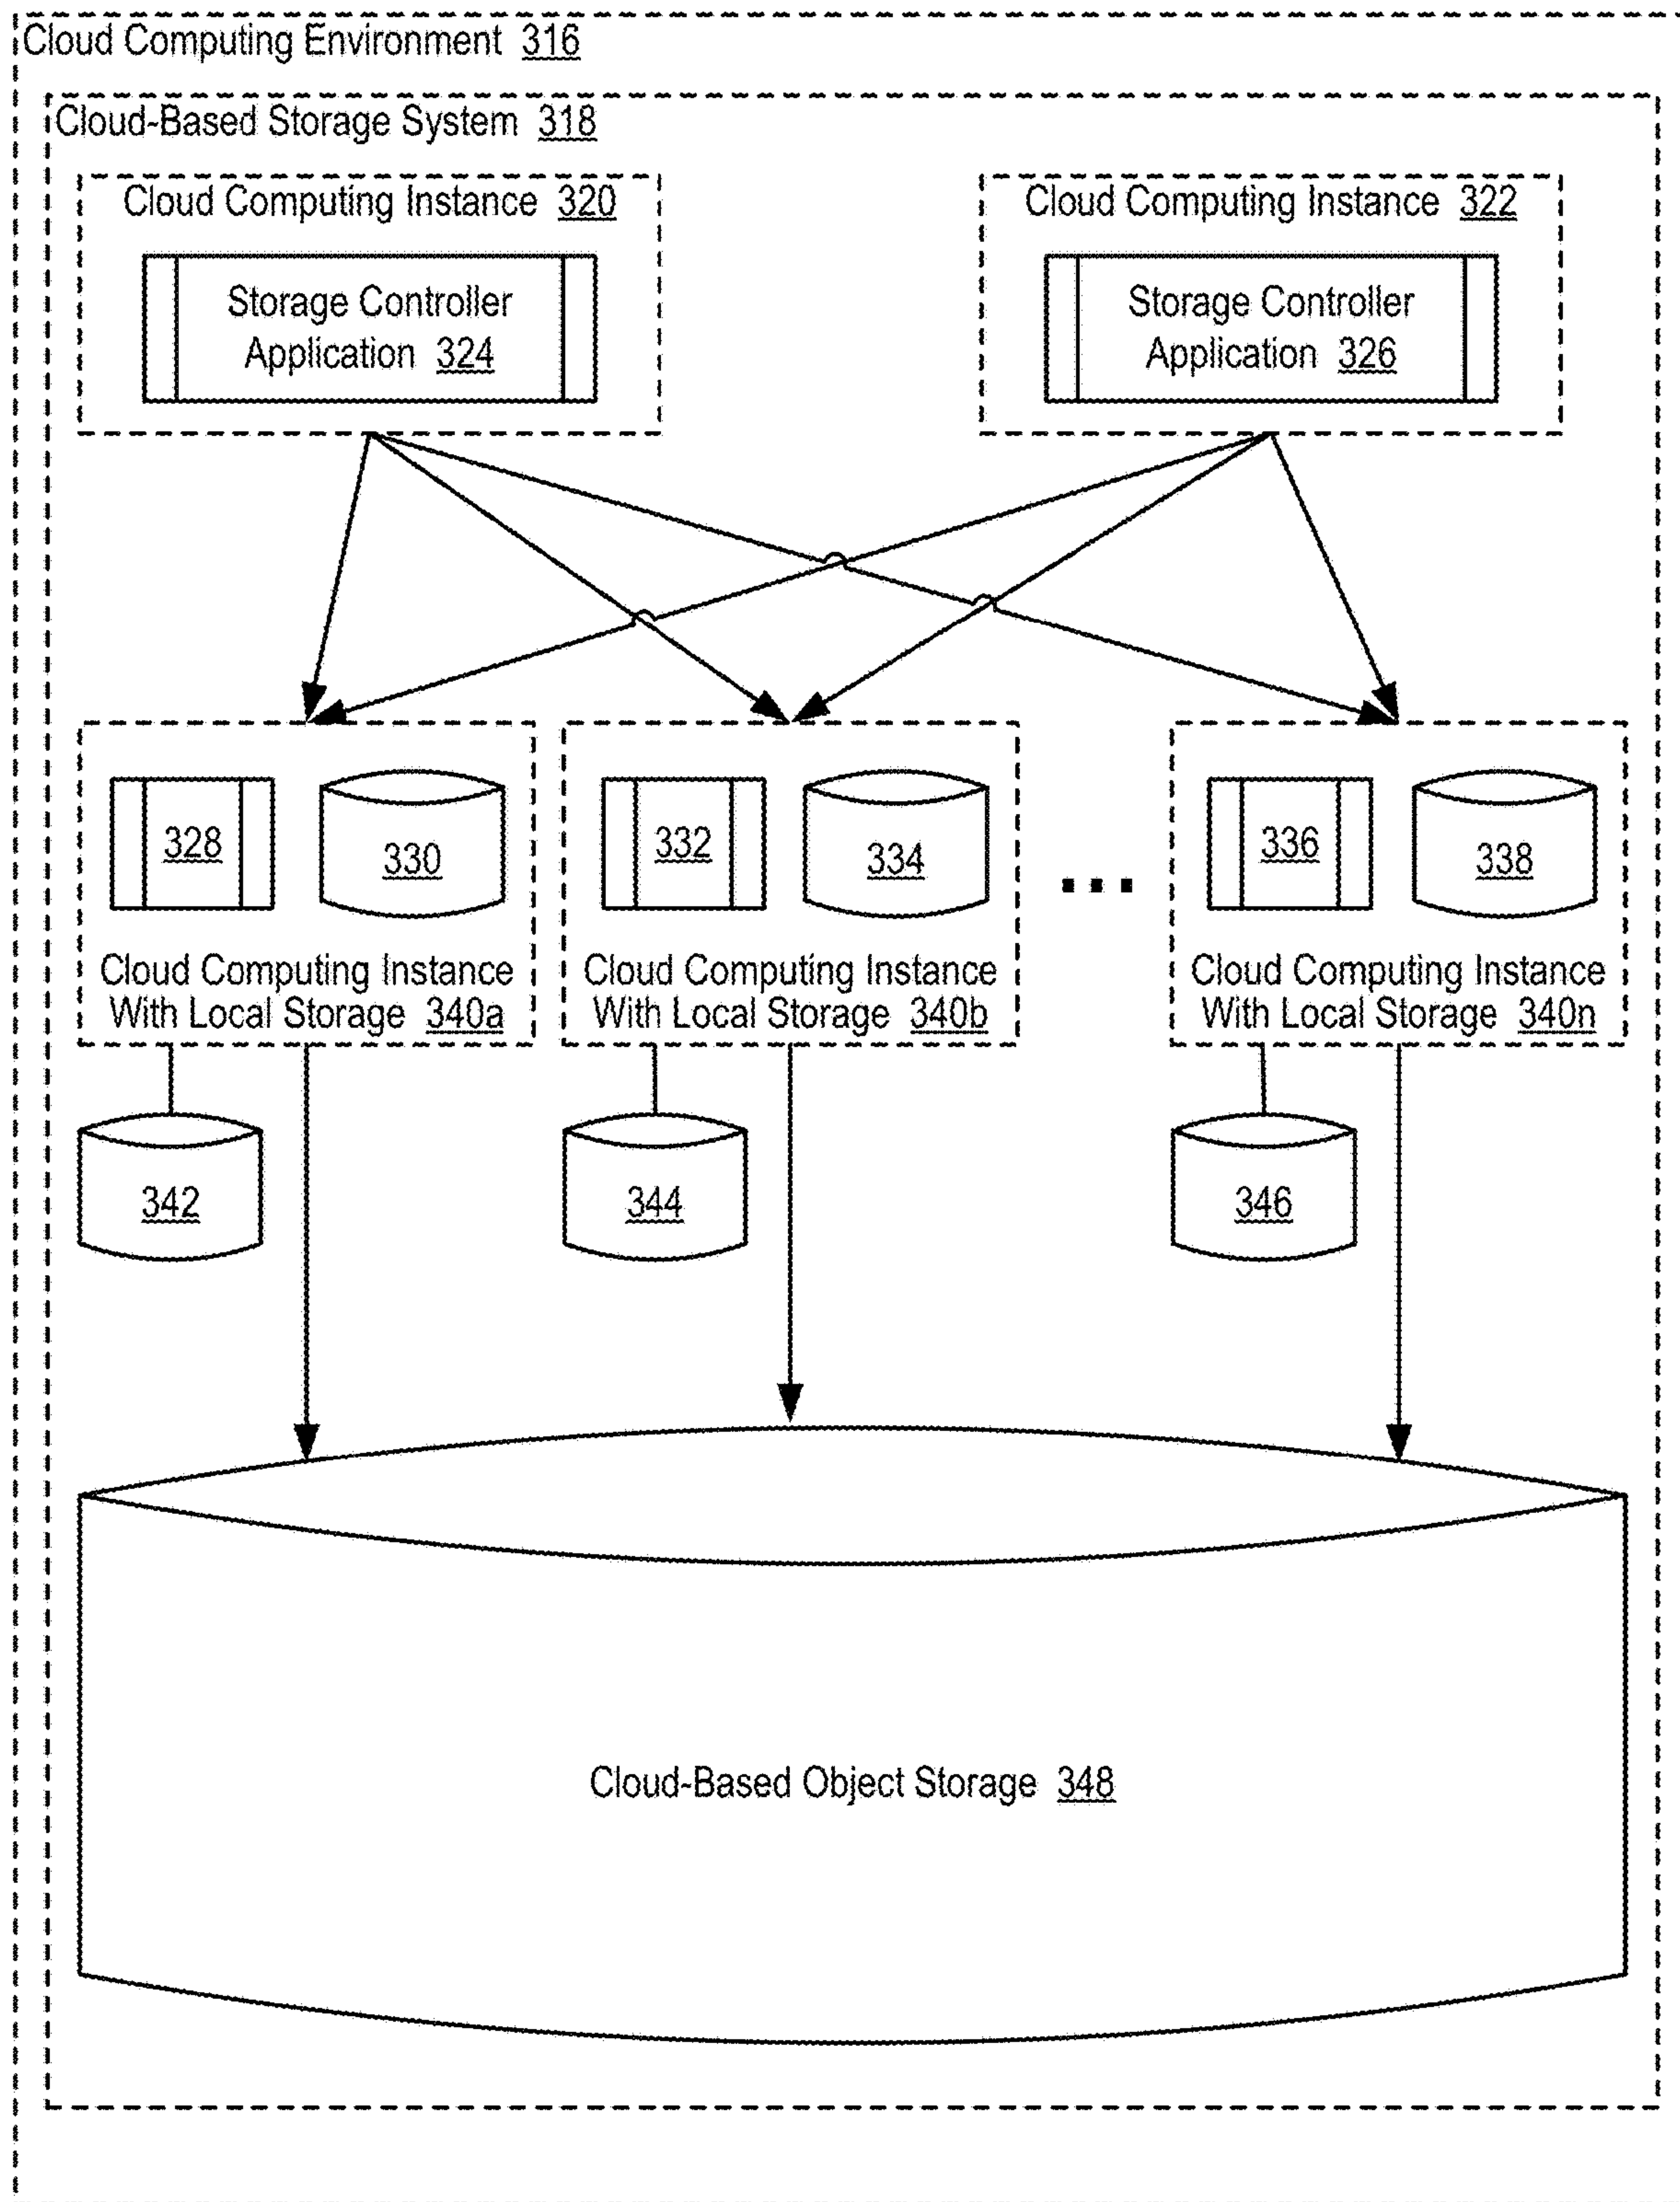 Cloud Computing Environment 316
Cloud-Based Storage System 318
Cloud Computing Instance 320
Storage Controller
Application 324
Cloud Computing Instance 322
Storage Controller
Application 326
328
330
Cloud Computing Instance
With Local Storage 340a
332
334
Cloud Computing Instance
With Local Storage 340b
...
336
338
Cloud Computing Instance
With Local Storage 340n
342
344
346
Cloud-Based Object Storage 348